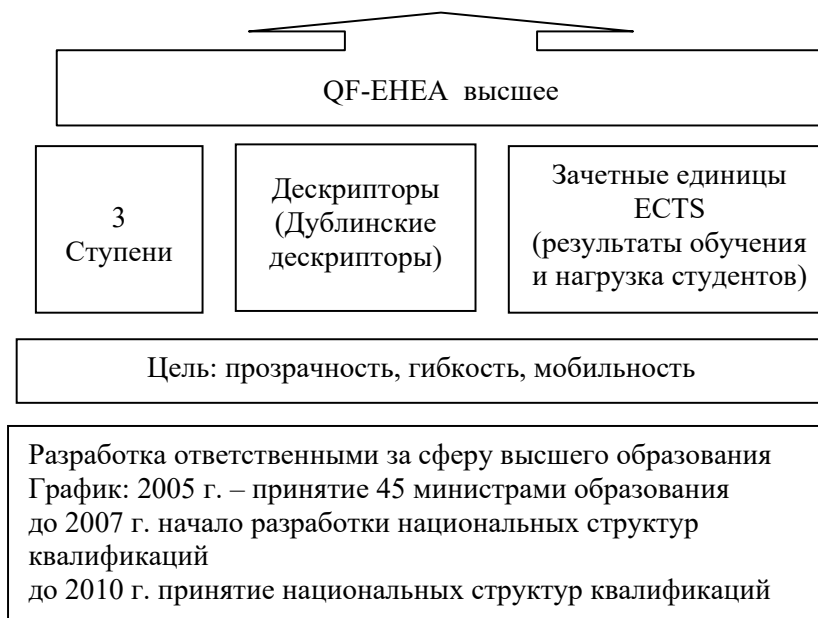 QF-EHEA высшее
3
Ступени
Дескрипторы
(Дублинские
дескрипторы)
Зачетные единицы
ECTS
(результаты обучения
и нагрузка студентов)
Цель: прозрачность, гибкость, мобильность
Разработка ответственными за сферу высшего образования
График: 2005 г. – принятие 45 министрами образования
до 2007 г. начало разработки национальных структур
квалификаций
до 2010 г. принятие национальных структур квалификаций